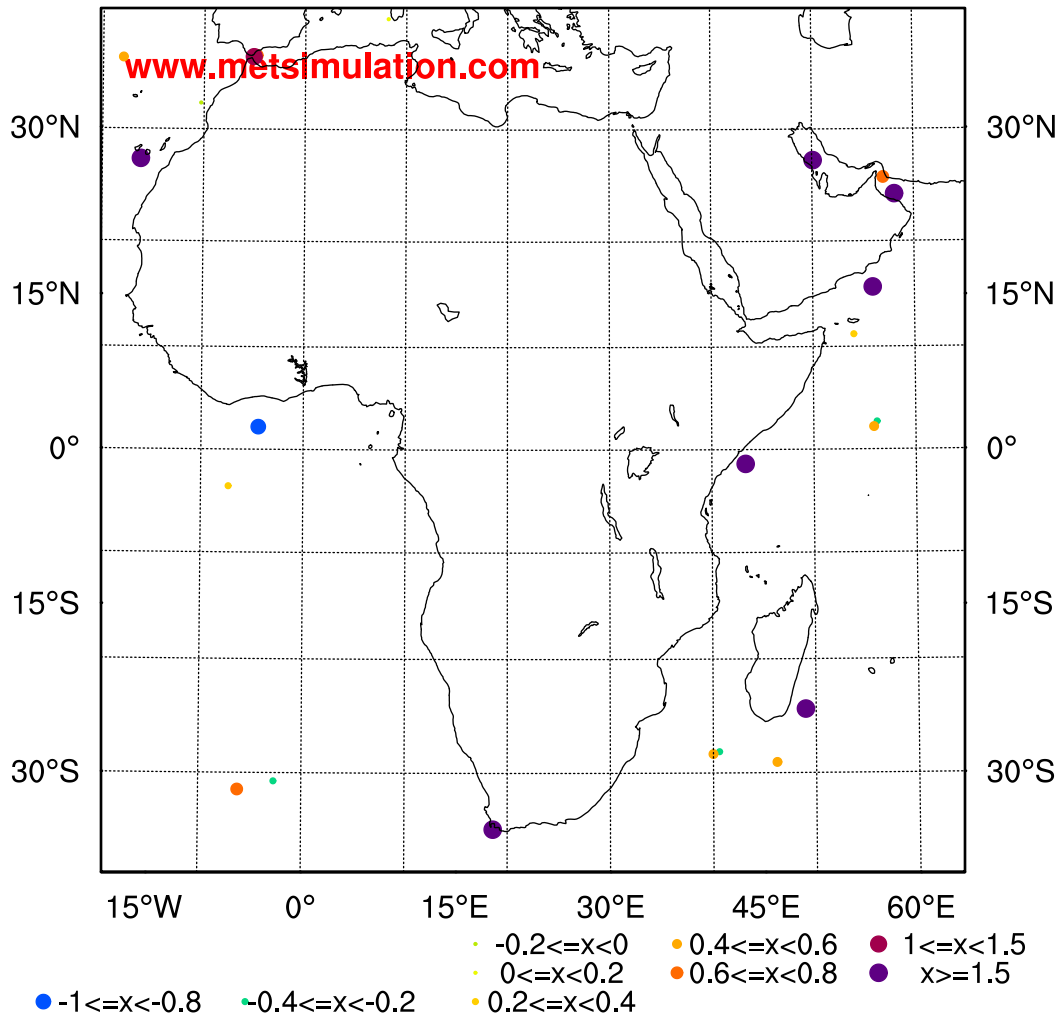 www.metsimulation.com
30°N 30°N
15°N 15°N
0° 0°
15°S 15°S
30°S 30°S
15°W 0° 15°E 30°E 45°E 60°E
-0.2<=x<0 0.4<=x<0.6 1<=x<1.5
0<=x<0.2 0.6<=x<0.8 x>=1.5
-1<=x<-0.8 -0.4<=x<-0.2 0.2<=x<0.4